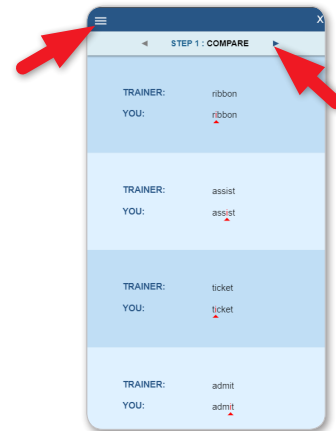 X
STEP 1 : COMPARE
TRAINER: ribbon
YOU: ribbon
TRAINER: assist
YOU: assist
TRAINER: ticket
YOU: ticket
TRAINER: admit
YOU: admit